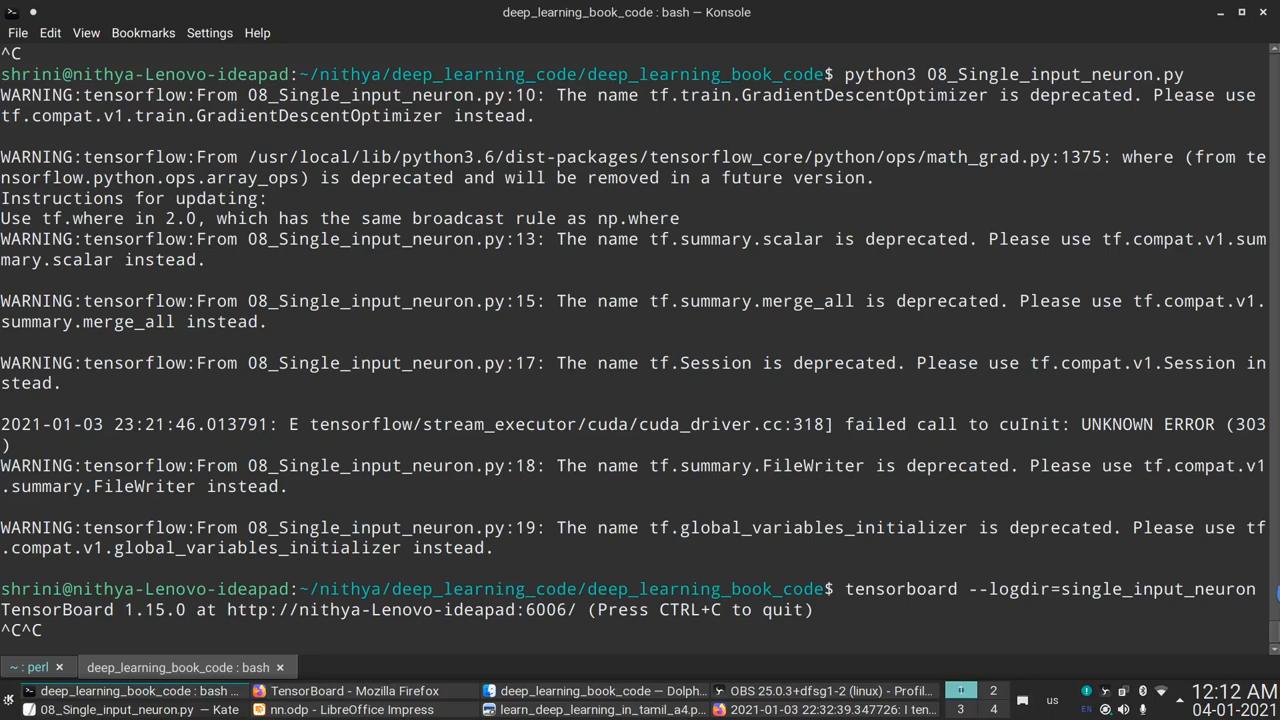 deep_learning_book_code : bash — Konsole
File Edit View Bookmarks Settings Help
^C
shrini@nithya-Lenovo-ideapad:~/nithya/deep_learning_code/deep_learning_book_code$ python3 08_Single_input_neuron.py
WARNING:tensorflow:From 08_Single_input_neuron.py:10: The name tf.train.GradientDescentOptimizer is deprecated. Please use
tf.compat.v1.train.GradientDescentOptimizer instead.
WARNING:tensorflow:From /usr/local/lib/python3.6/dist-packages/tensorflow_core/python/ops/math_grad.py:1375: where (from te
nsorflow.python.ops.array_ops) is deprecated and will be removed in a future version.
Instructions for updating:
Use tf.where in 2.0, which has the same broadcast rule as np.where
WARNING:tensorflow:From 08_Single_input_neuron.py:13: The name tf.summary.scalar is deprecated. Please use tf.compat.v1.sum
mary.scalar instead.
WARNING:tensorflow:From 08_Single_input_neuron.py:15: The name tf.summary.merge_all is deprecated. Please use tf.compat.v1.
summary.merge_all instead.
WARNING:tensorflow:From 08_Single_input_neuron.py:17: The name tf.Session is deprecated. Please use tf.compat.v1.Session in
stead.
2021-01-03 23:21:46.013791: E tensorflow/stream_executor/cuda/cuda_driver.cc:318] failed call to cuInit: UNKNOWN ERROR (303
)
WARNING:tensorflow:From 08_Single_input_neuron.py:18: The name tf.summary.FileWriter is deprecated. Please use tf.compat.v1
.summary.FileWriter instead.
WARNING:tensorflow:From 08_Single_input_neuron.py:19: The name tf.global_variables_initializer is deprecated. Please use tf
.compat.v1.global_variables_initializer instead.
shrini@nithya-Lenovo-ideapad:~/nithya/deep_learning_code/deep_learning_book_code$ tensorboard --logdir=single_input_neuron
TensorBoard 1.15.0 at http://nithya-Lenovo-ideapad:6006/ (Press CTRL+C to quit)
^C^C
~ : perl deep_learning_book_code : bash
deep_learning_book_code : bash ... TensorBoard - Mozilla Firefox deep_learning_book_code — Dolph... OBS 25.0.3+dfsg1-2 (linux) - Profil... 2 us EN 12:12 AM
08_Single_input_neuron.py — Kate nn.odp - LibreOffice Impress learn_deep_learning_in_tamil_a4.p... 2021-01-03 22:32:39.347726: I ten... 3 4 04-01-2021